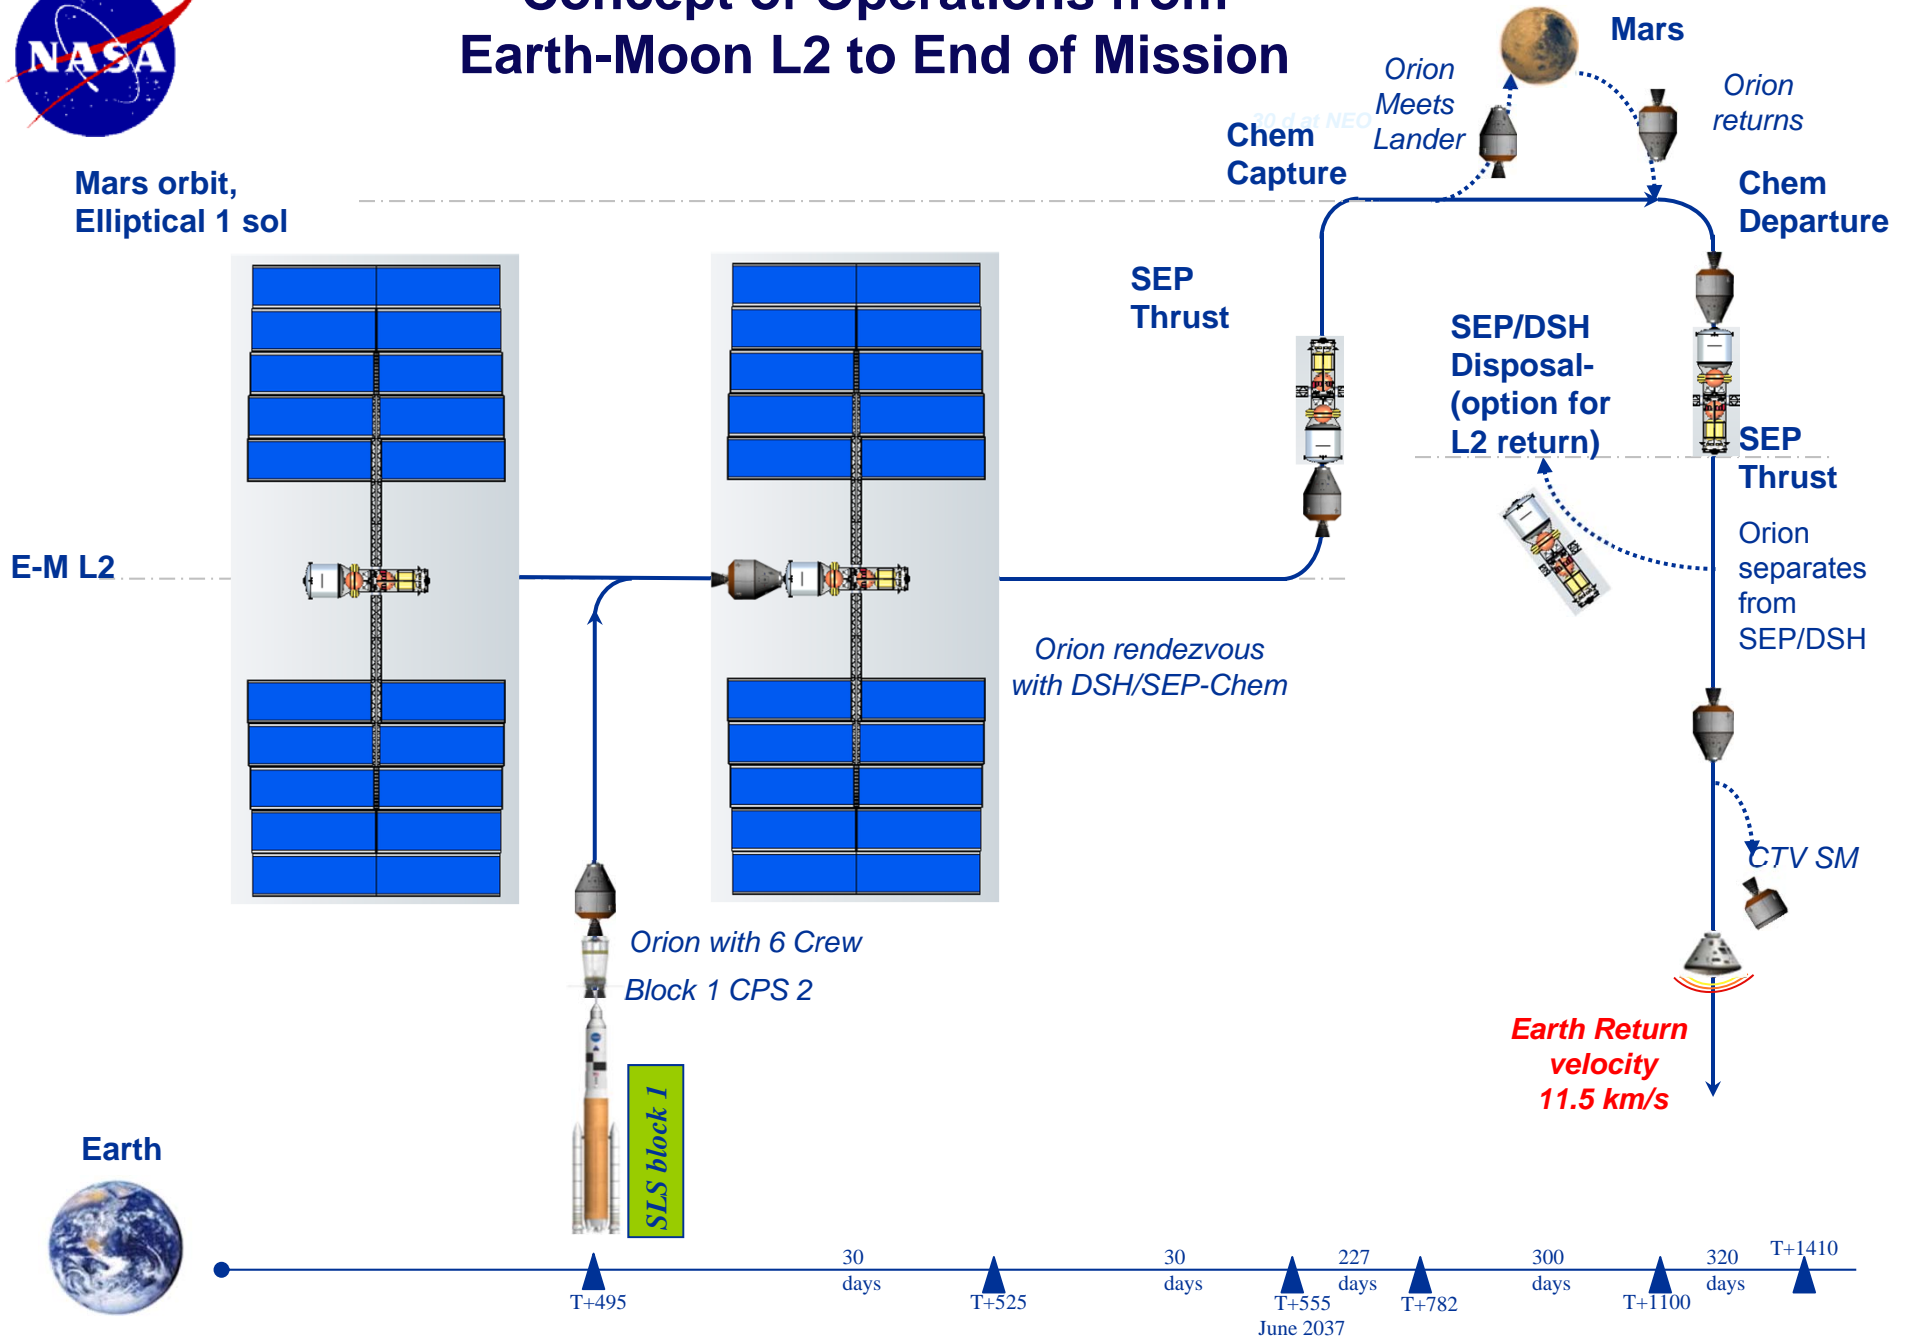 NASA
Concept of Operations from
Earth-Moon L2 to End of Mission
Mars
Orion
Meets
Lander
Orion
returns
30 d at NEO
Chem
Capture
Mars orbit,
Elliptical 1 sol
Chem
Departure
SEP
Thrust
SEP/DSH
Disposal-
(option for
L2 return)
SEP
Thrust
Orion
separates
from
SEP/DSH
E-M L2
Orion rendezvous
with DSH/SEP-Chem
CTV SM
Orion with 6 Crew
Block 1 CPS 2
Earth Return
velocity
11.5 km/s
SLS block 1
Earth
30
days
30
days
227
days
300
days
320
days
T+1410
T+495
T+525
T+555
June 2037
T+782
T+1100